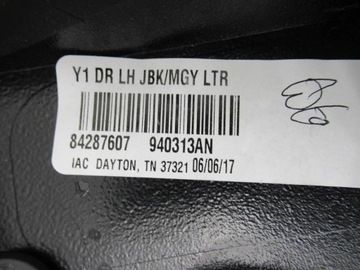 Y1 DR LH JBK/MGY LTR
84287607 940313AN
IAC DAYTON, TN 37321 06/06/17